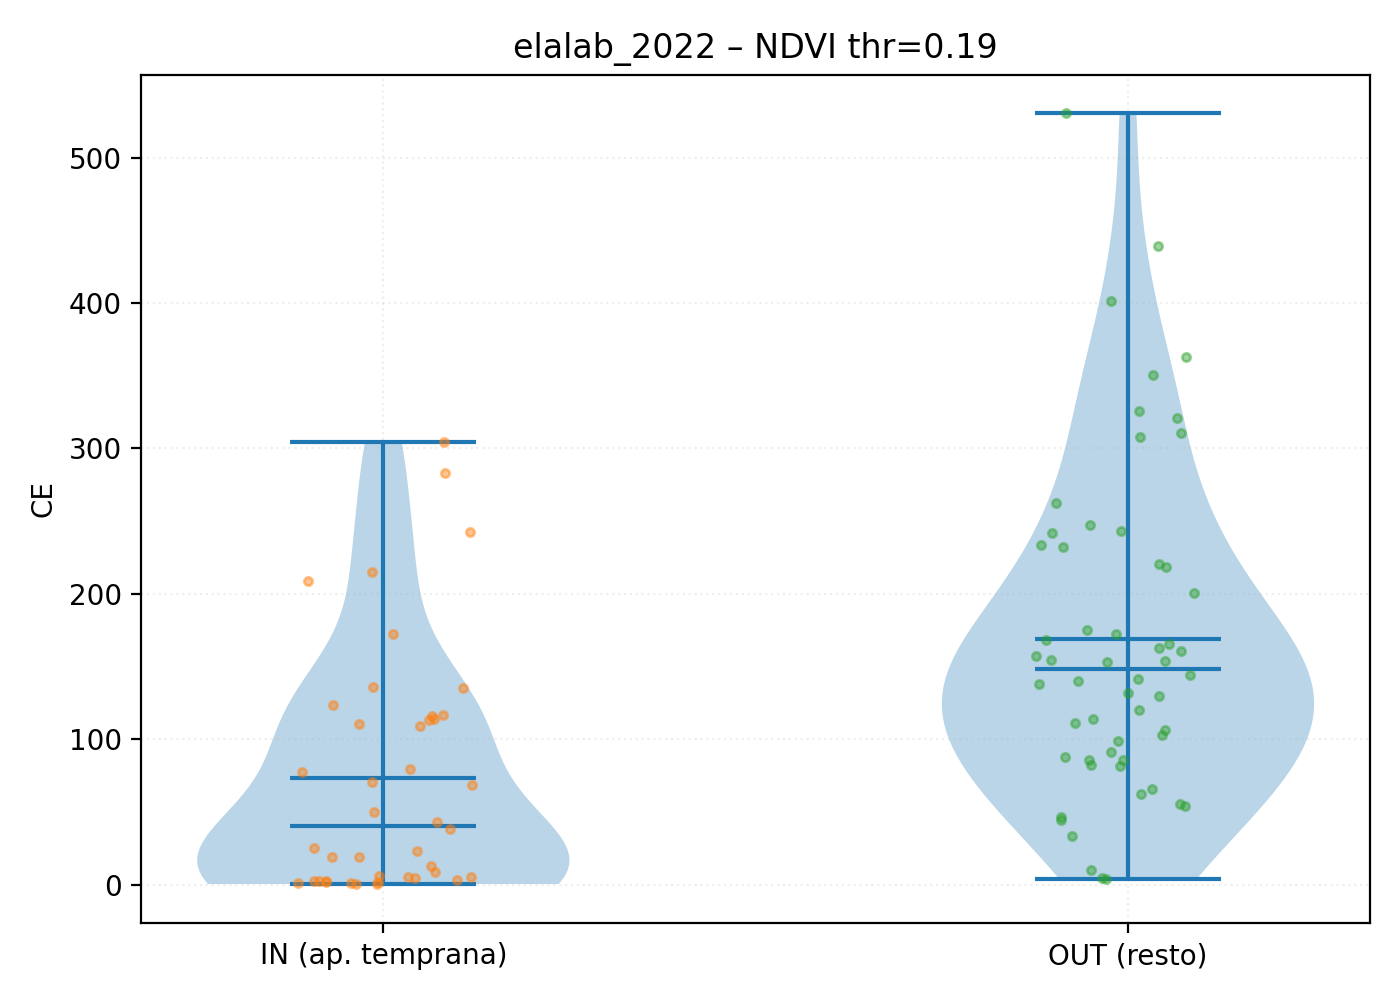 elalab_2022 – NDVI thr=0.19
CE
500
400
300
200
100
0
IN (ap. temprana)
OUT (resto)